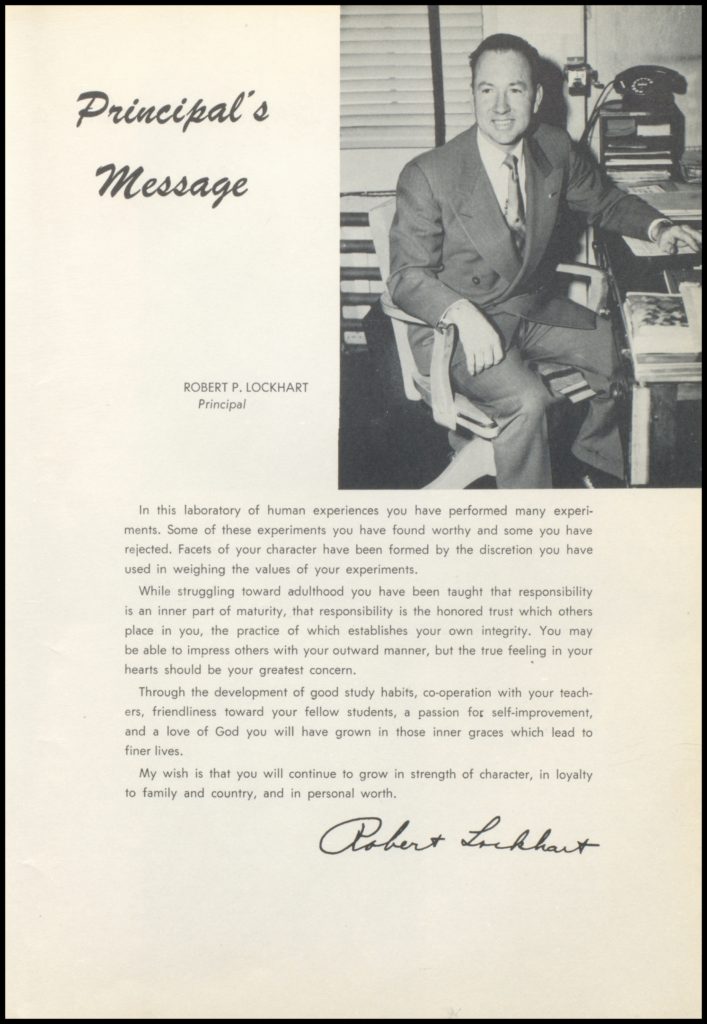 Principal's
Message
ROBERT P. LOCKHART
Principal
In this laboratory of human experiences you have performed many experi-
ments. Some of these experiments you have found worthy and some you have
rejected. Facets of your character have been formed by the discretion you have
used in weighing the values of your experiments.
While struggling toward adulthood you have been taught that responsibility
is an inner part of maturity, that responsibility is the honored trust which others
place in you, the practice of which establishes your own integrity. You may
be able to impress others with your outward manner, but the true feeling in your
hearts should be your greatest concern.
Through the development of good study habits, co-operation with your teach-
ers, friendliness toward your fellow students, a passion for self-improvement,
and a love of God you will have grown in those inner graces which lead to
finer lives.
My wish is that you will continue to grow in strength of character, in loyalty
to family and country, and in personal worth.
Robert Lockhart